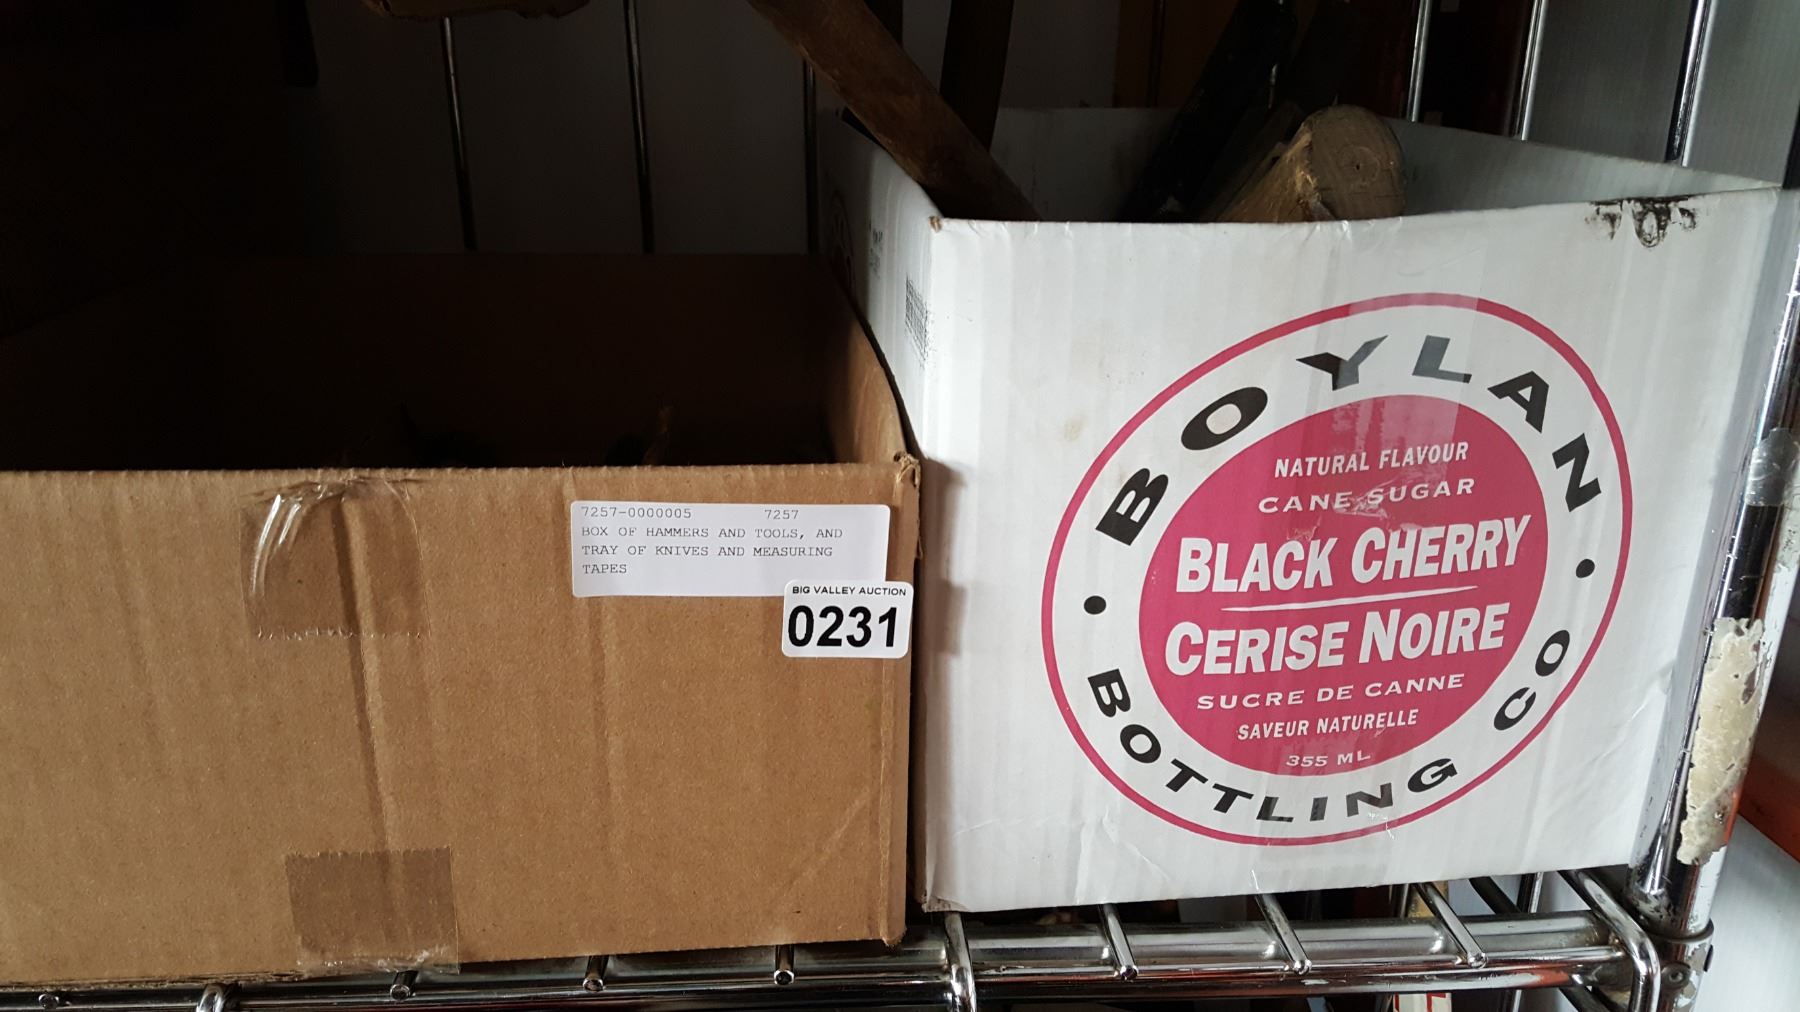 7257-0000005 7257
BOX OF HAMMERS AND TOOLS, AND
TRAY OF KNIVES AND MEASURING
TAPES
BIG VALLEY AUCTION
0231
BOYLAN
NATURAL FLAVOUR
CANE SUGAR
BLACK CHERRY
CERISE NOIRE
SUCRE DE CANNE
SAVEUR NATURELLE
355 ML
BOTTLING CO